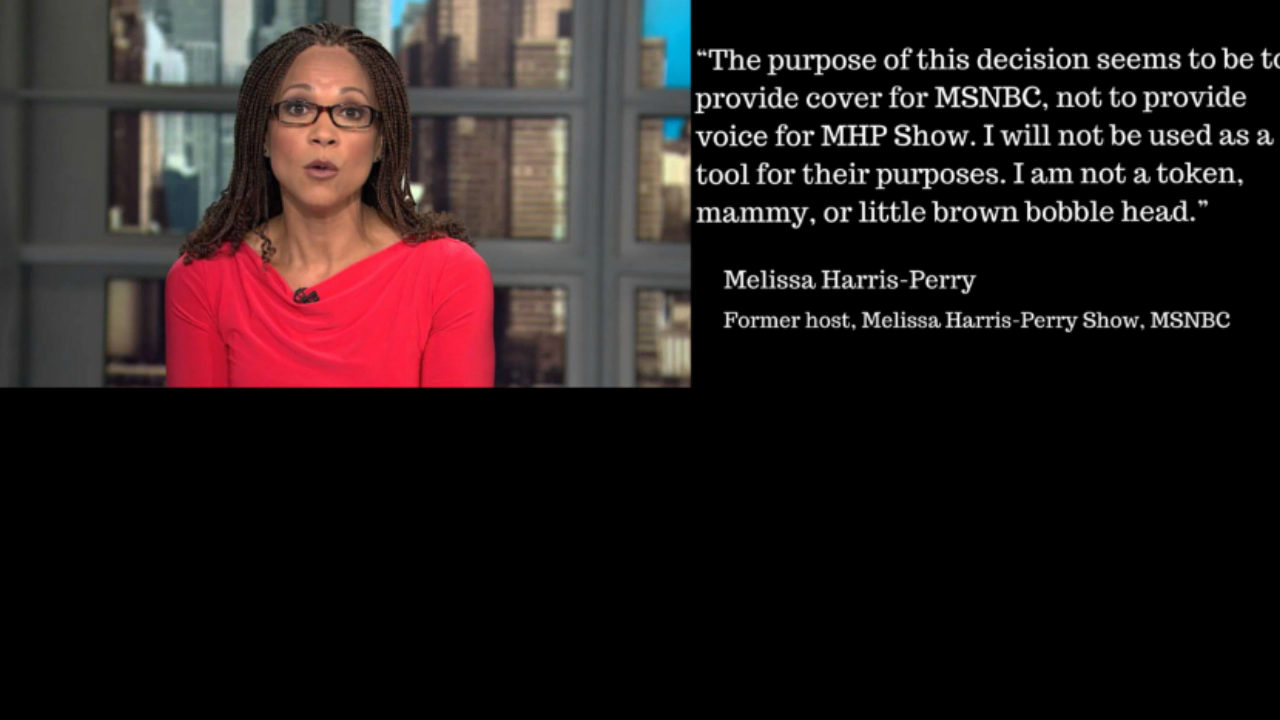 “The purpose of this decision seems to be to
provide cover for MSNBC, not to provide
voice for MHP Show. I will not be used as a
tool for their purposes. I am not a token,
mammy, or little brown bobble head.”
Melissa Harris-Perry
Former host, Melissa Harris-Perry Show, MSNBC